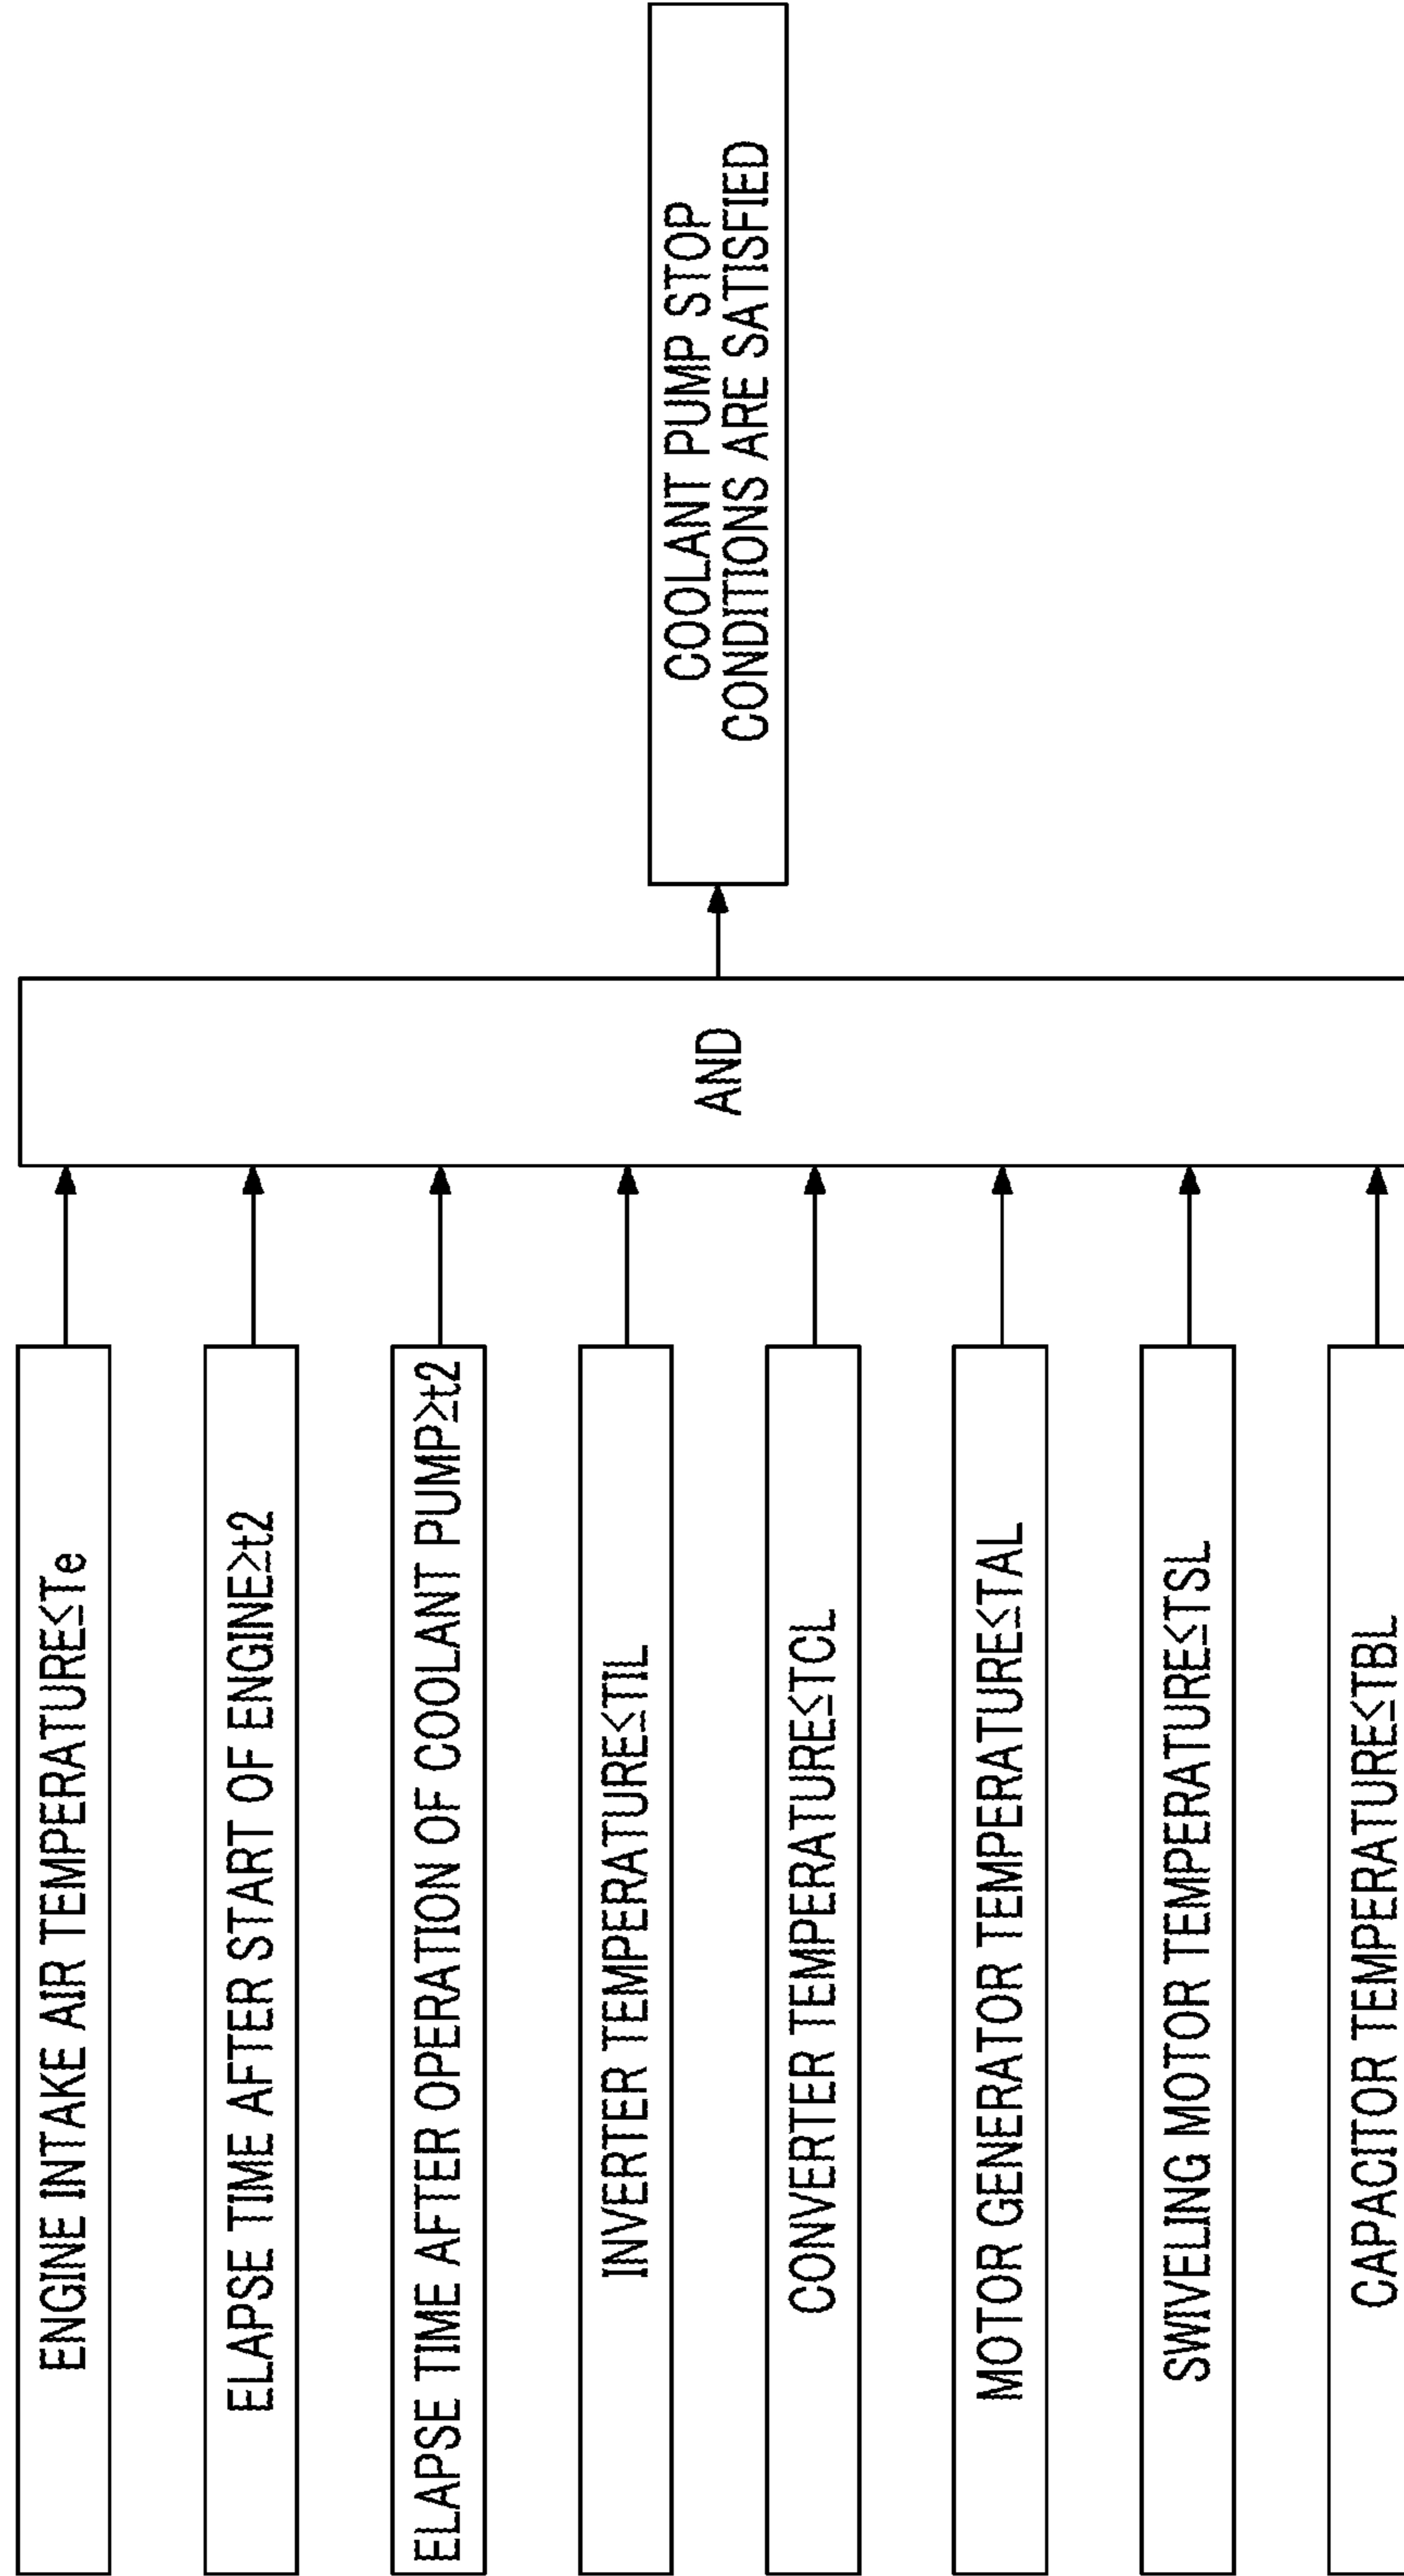 ENGINE INTAKE AIR TEMPERATURE≤Te
ELAPSE TIME AFTER START OF ENGINE≥t2
ELAPSE TIME AFTER OPERATION OF COOLANT PUMP≥t2
INVERTER TEMPERATURE≤TIL
CONVERTER TEMPERATURE≤TCL
MOTOR GENERATOR TEMPERATURE≤TAL
SWIVELING MOTOR TEMPERATURE≤TSL
CAPACITOR TEMPERATURE≤TBL
AND
COOLANT PUMP STOP
CONDITIONS ARE SATISFIED